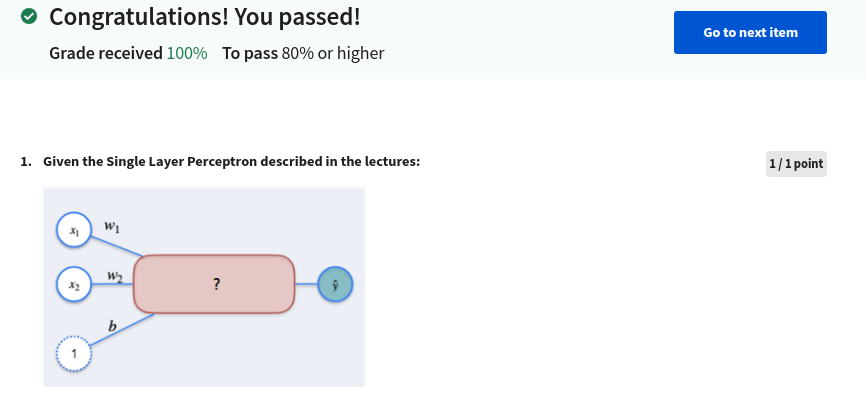 Congratulations! You passed!
Grade received 100% To pass 80% or higher
Go to next item
1. Given the Single Layer Perceptron described in the lectures:
1 / 1 point
x₁ w₁
x₂ w₂ ? ŷ
b
1